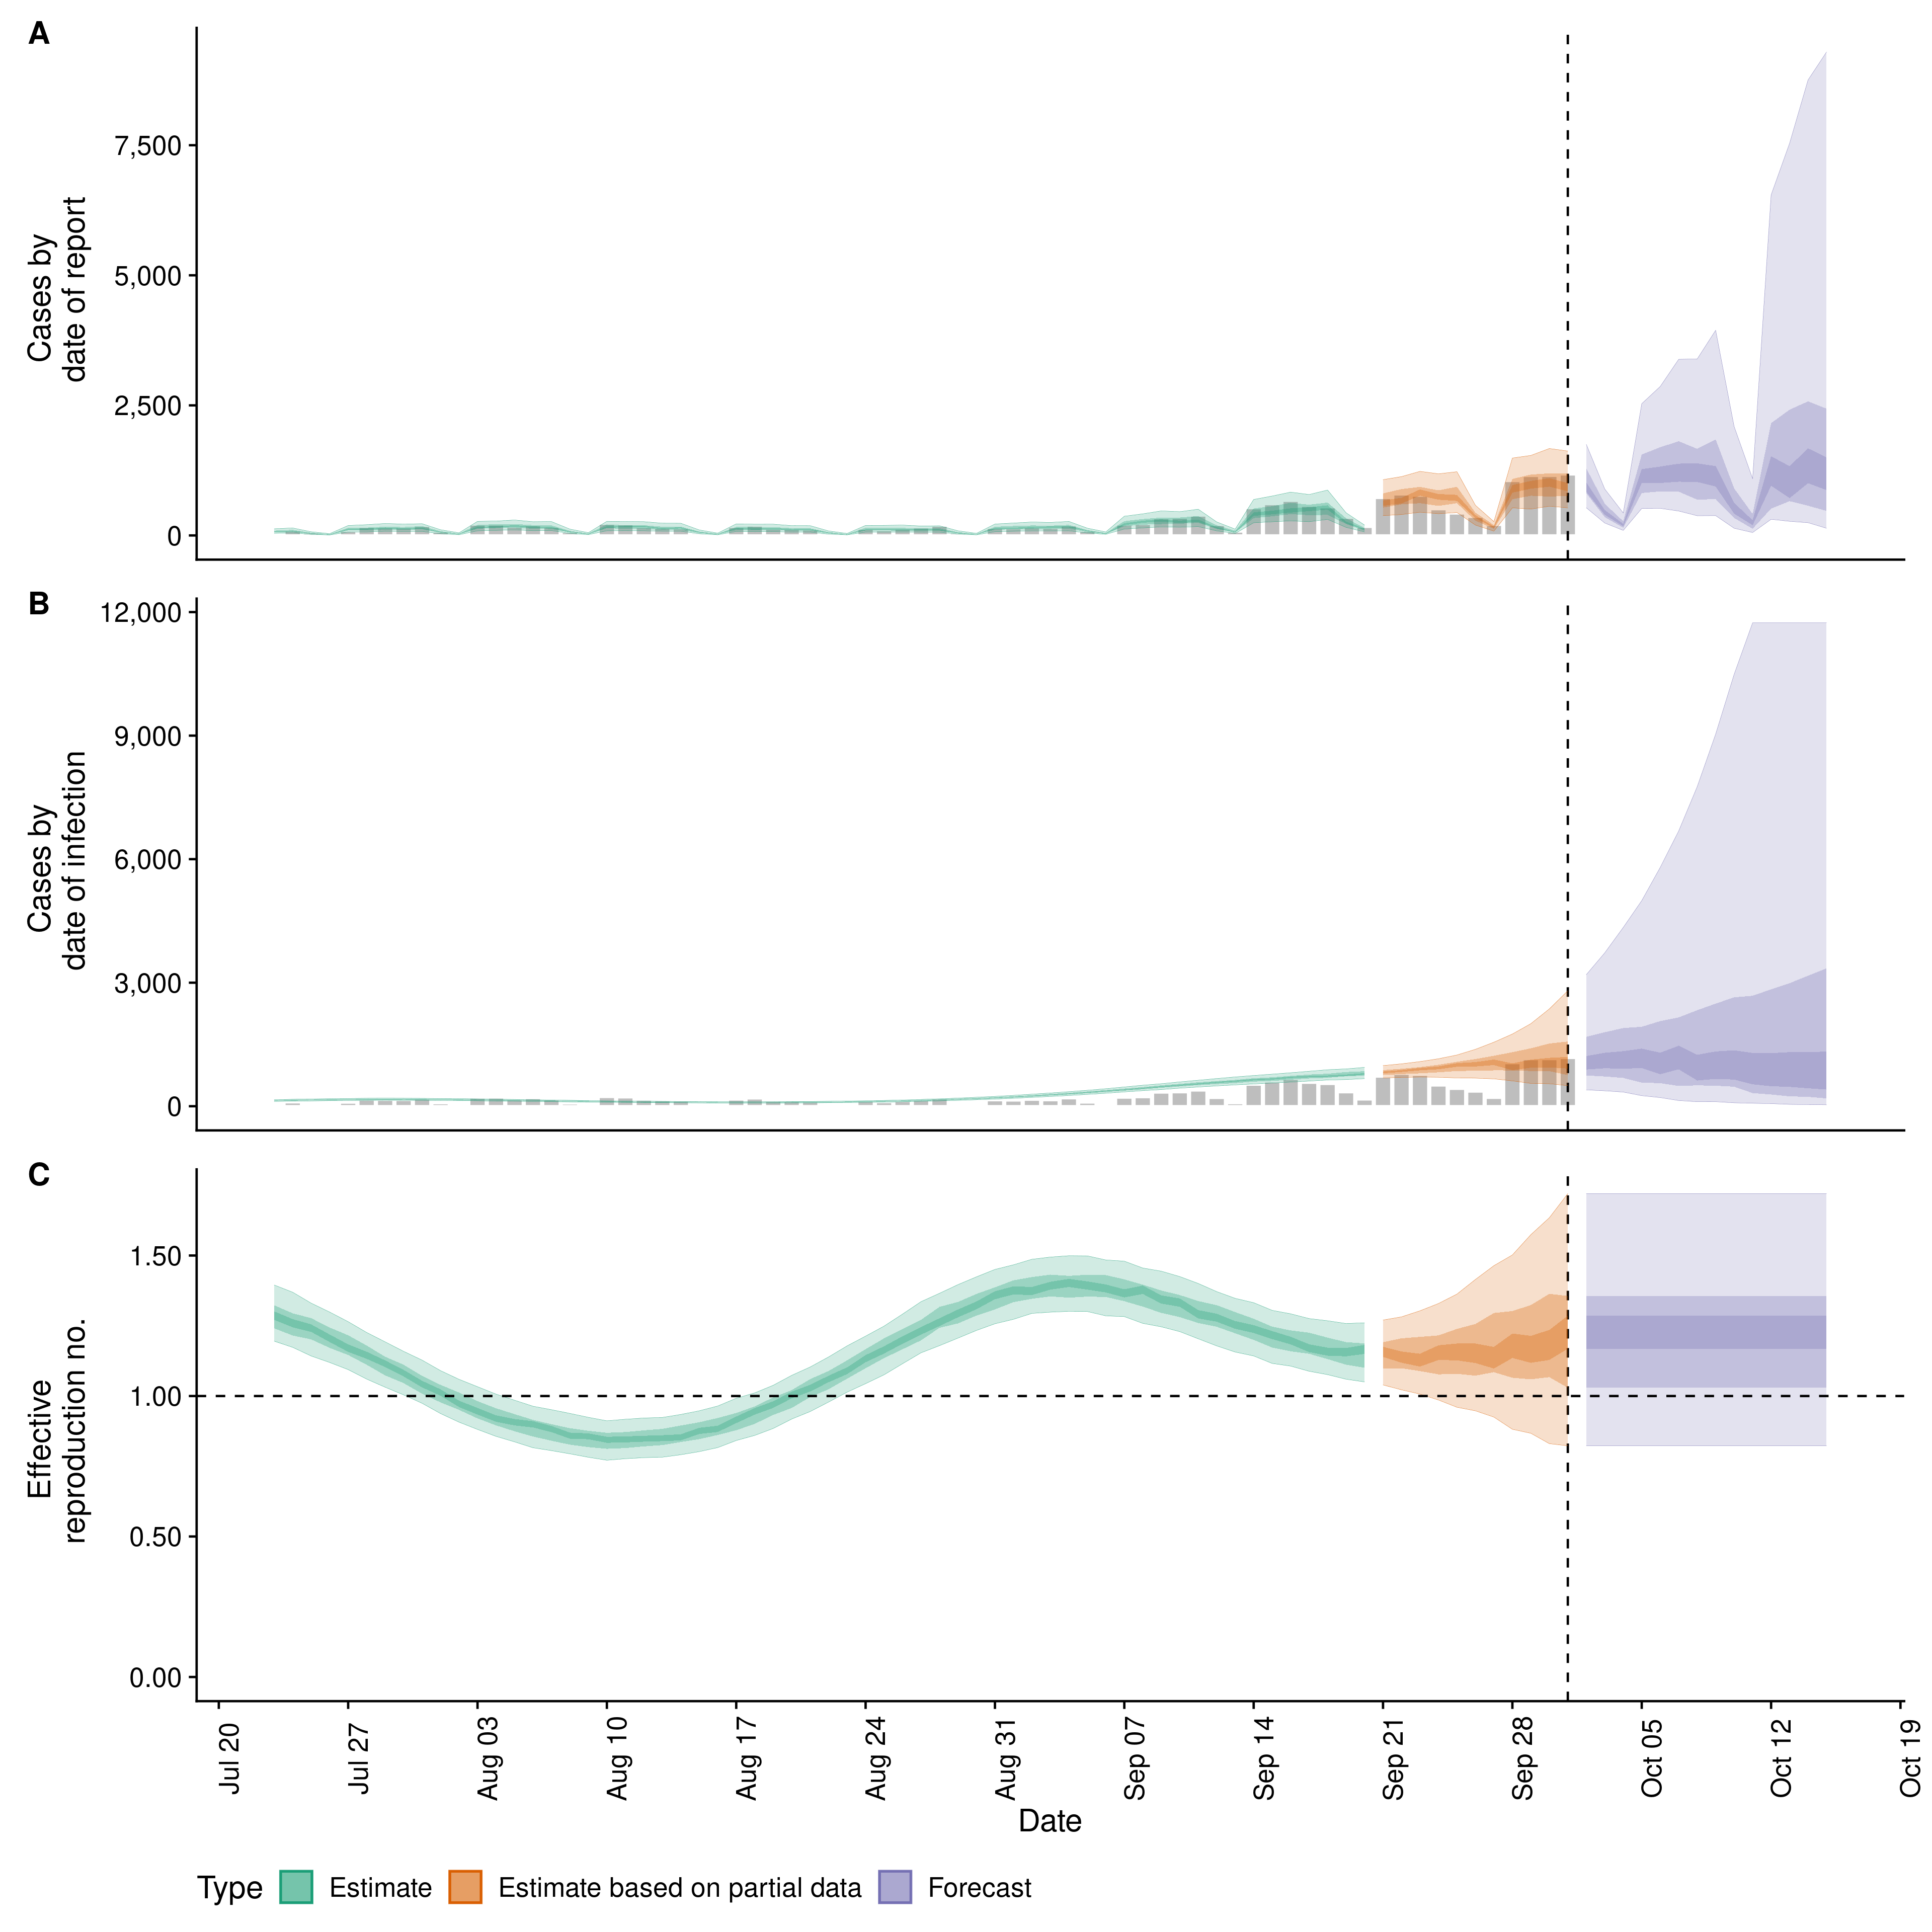 A
Cases by
date of report
7,500
5,000
2,500
0
B
Cases by
date of infection
12,000
9,000
6,000
3,000
0
C
Effective
reproduction no.
1.50
1.00
0.50
0.00
Jul 20
Jul 27
Aug 03
Aug 10
Aug 17
Aug 24
Aug 31
Sep 07
Sep 14
Sep 21
Sep 28
Oct 05
Oct 12
Oct 19
Date
Type Estimate Estimate based on partial data Forecast